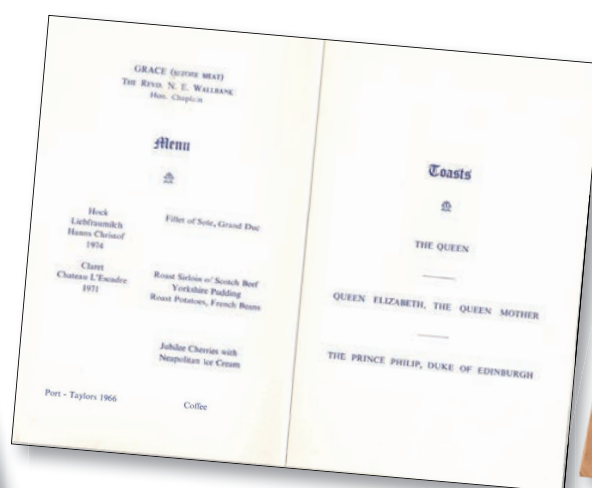 GRACE (BEFORE MEAT)
THE REVD. N. E. WALLBANK
Hon. Chaplain
Menu
Hock
Liebfraumilch
Hanns Christof
1974
Fillet of Sole, Grand Duc
Claret
Chateau L'Escadre
1971
Roast Sirloin of Scotch Beef
Yorkshire Pudding
Roast Potatoes, French Beans
Jubilee Cherries with
Neapolitan Ice Cream
Port - Taylors 1966
Coffee
Toasts
THE QUEEN
QUEEN ELIZABETH, THE QUEEN MOTHER
THE PRINCE PHILIP, DUKE OF EDINBURGH